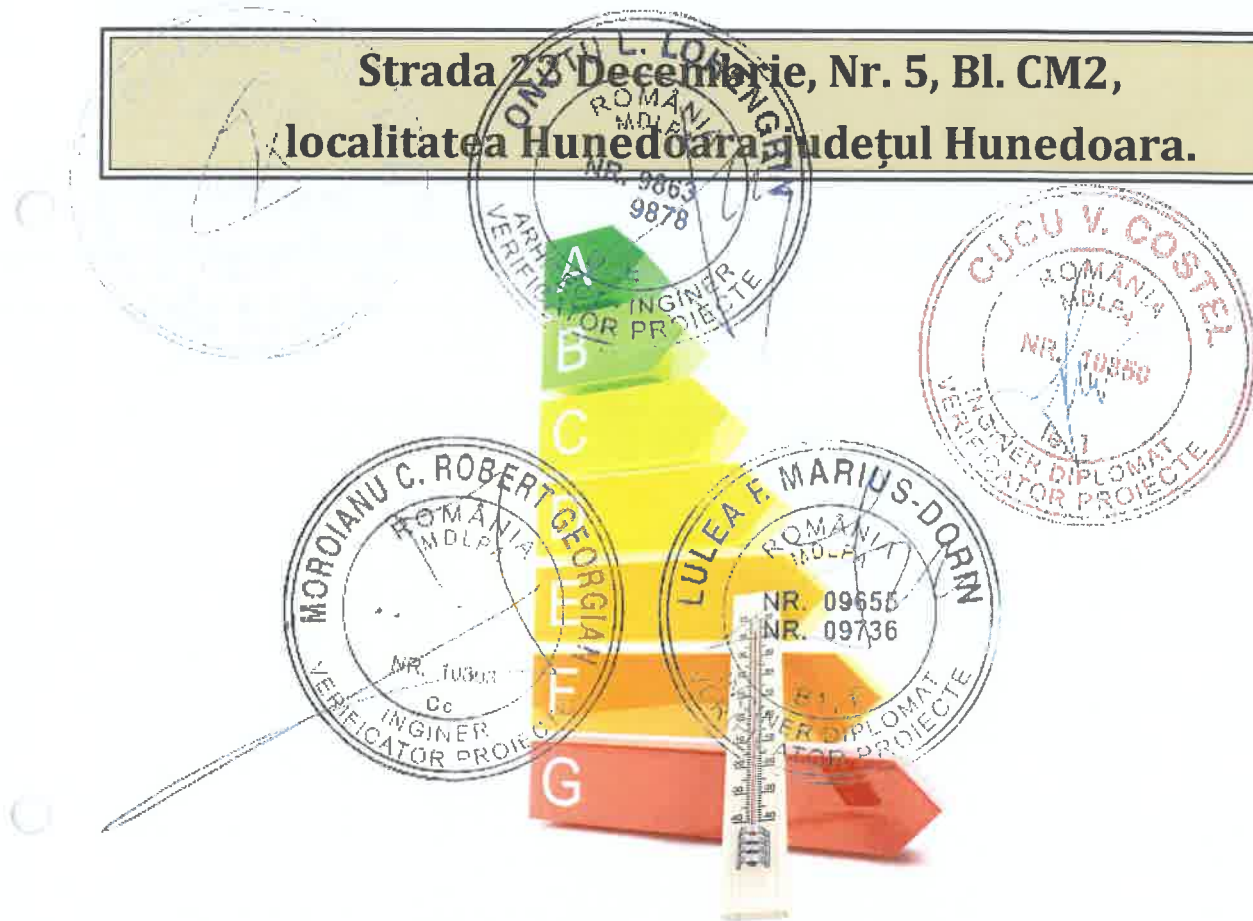 Strada 23 Decembrie, Nr. 5, Bl. CM2,
localitatea Hunedoara, județul Hunedoara.
ROMÂNIA
MDLPA
NR. 9863
9878
INGINER
VERIFICATOR PROIECTE
CUCU V. COSTEL
ROMÂNIA
MDLPA
NR.
INGINER DIPLOMAT
VERIFICATOR PROIECTE
A
B
C
D
E
F
G
MOROIANU C. ROBERT GEORGIAN
ROMÂNIA
MDLPA
NR.
Cc
INGINER
VERIFICATOR PROIECTE
LULEA F. MARIUS-DORIN
ROMÂNIA
MDLPA
NR. 09655
NR. 09736
INGINER DIPLOMAT
VERIFICATOR PROIECTE